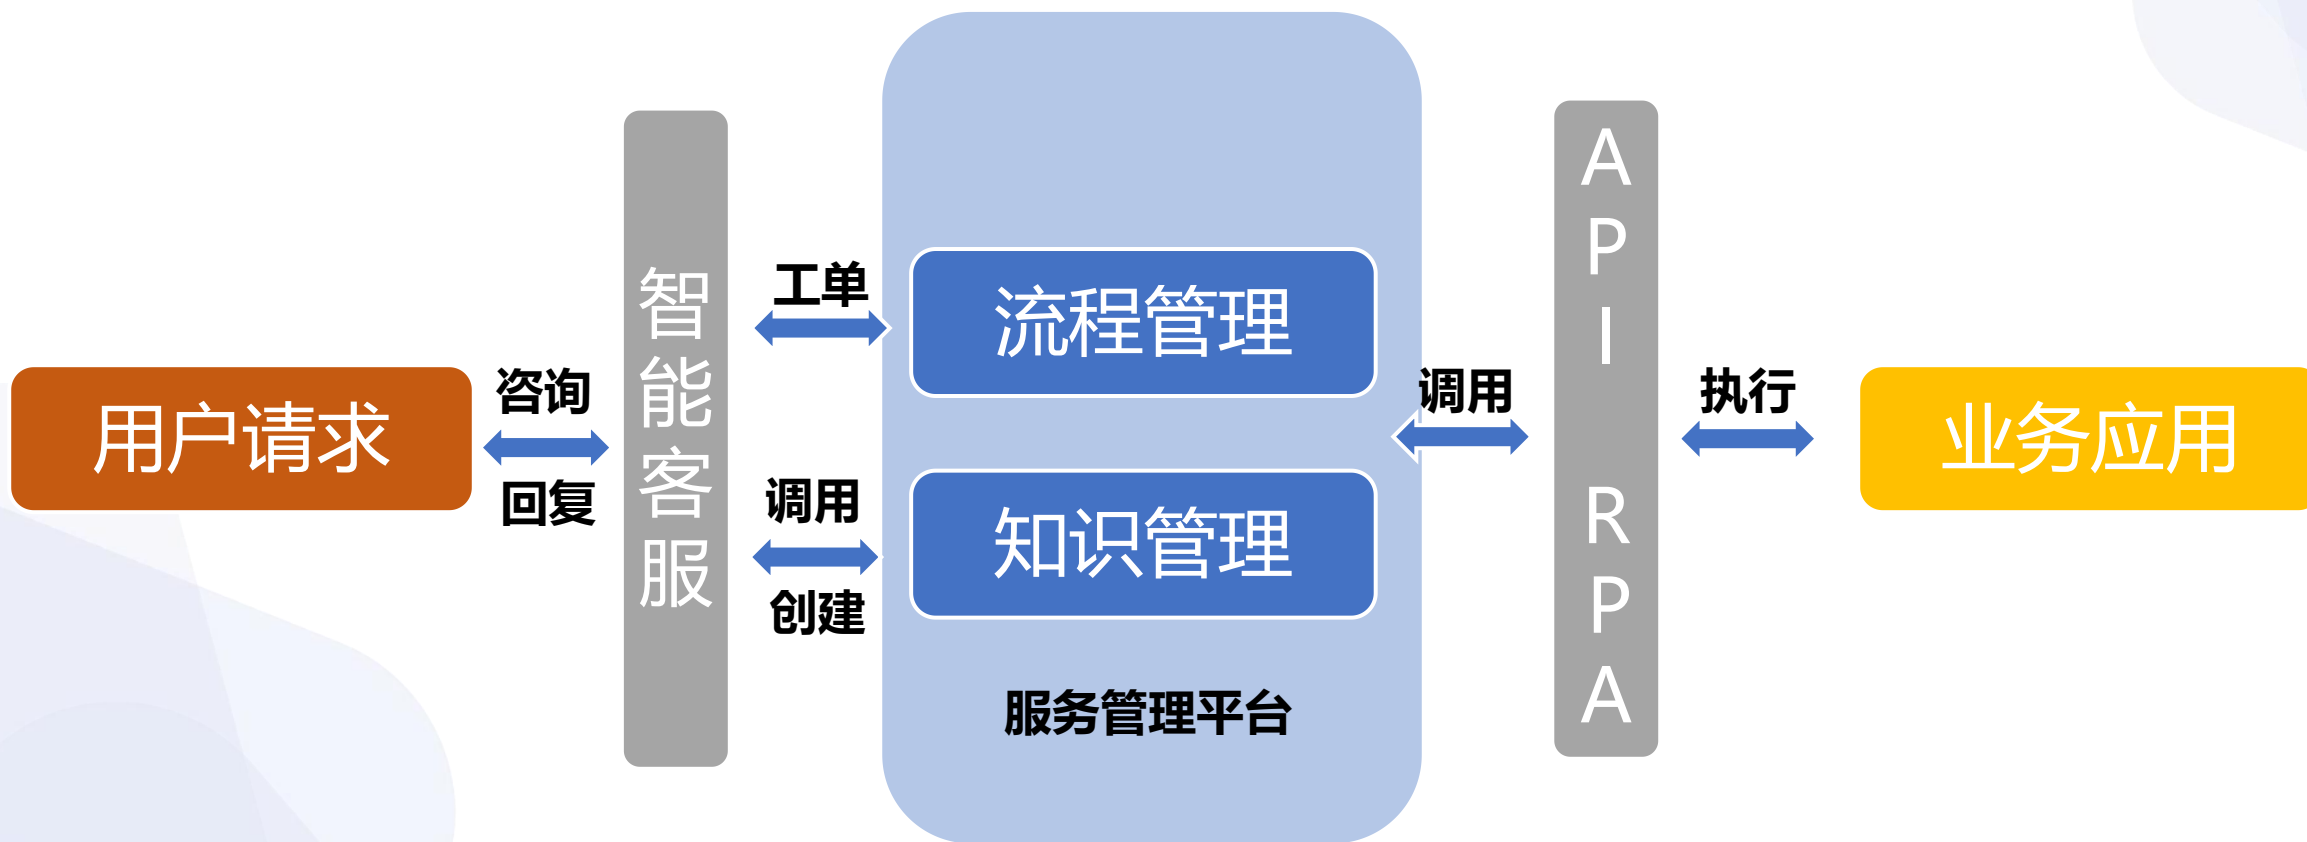 用户请求
咨询
回复
智能客服
工单
调用
创建
流程管理
知识管理
服务管理平台
调用
API RPA
执行
业务应用